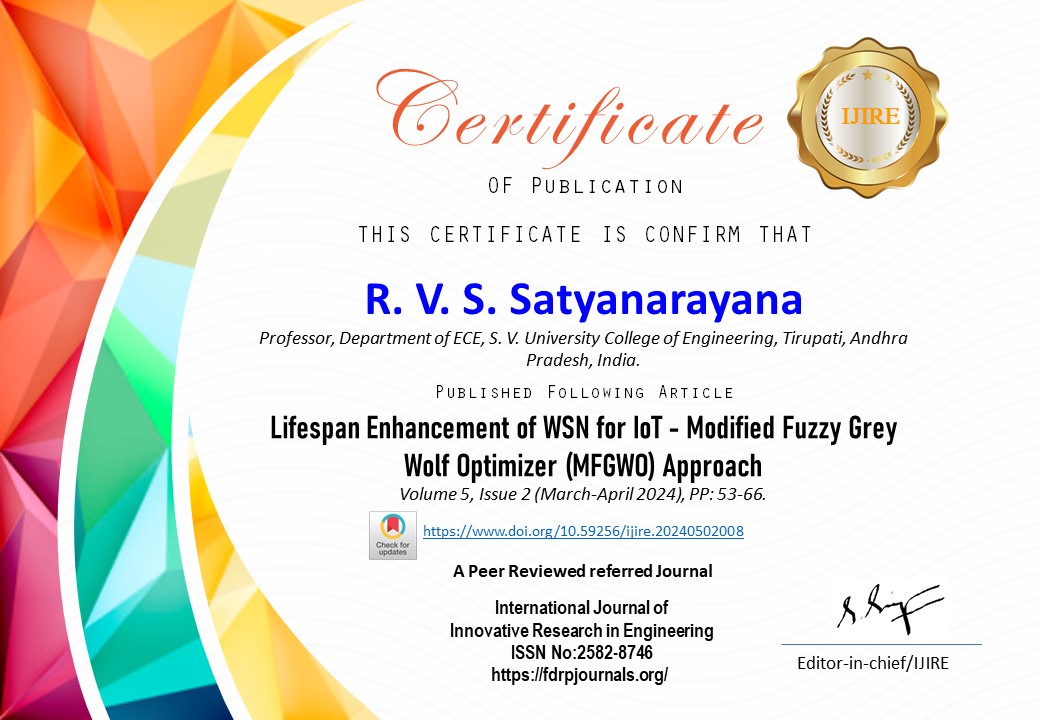 Certificate
IJIRE
OF PUBLICATION
THIS CERTIFICATE IS CONFIRM THAT
R. V. S. Satyanarayana
Professor, Department of ECE, S. V. University College of Engineering, Tirupati, Andhra
Pradesh, India.
PUBLISHED FOLLOWING ARTICLE
Lifespan Enhancement of WSN for IoT - Modified Fuzzy Grey
Wolf Optimizer (MFGWO) Approach
Volume 5, Issue 2 (March-April 2024), PP: 53-66.
Check for
updates
https://www.doi.org/10.59256/ijire.20240502008
A Peer Reviewed referred Journal
International Journal of
Innovative Research in Engineering
ISSN No:2582-8746
https://fdrpjournals.org/
Editor-in-chief/IJIRE